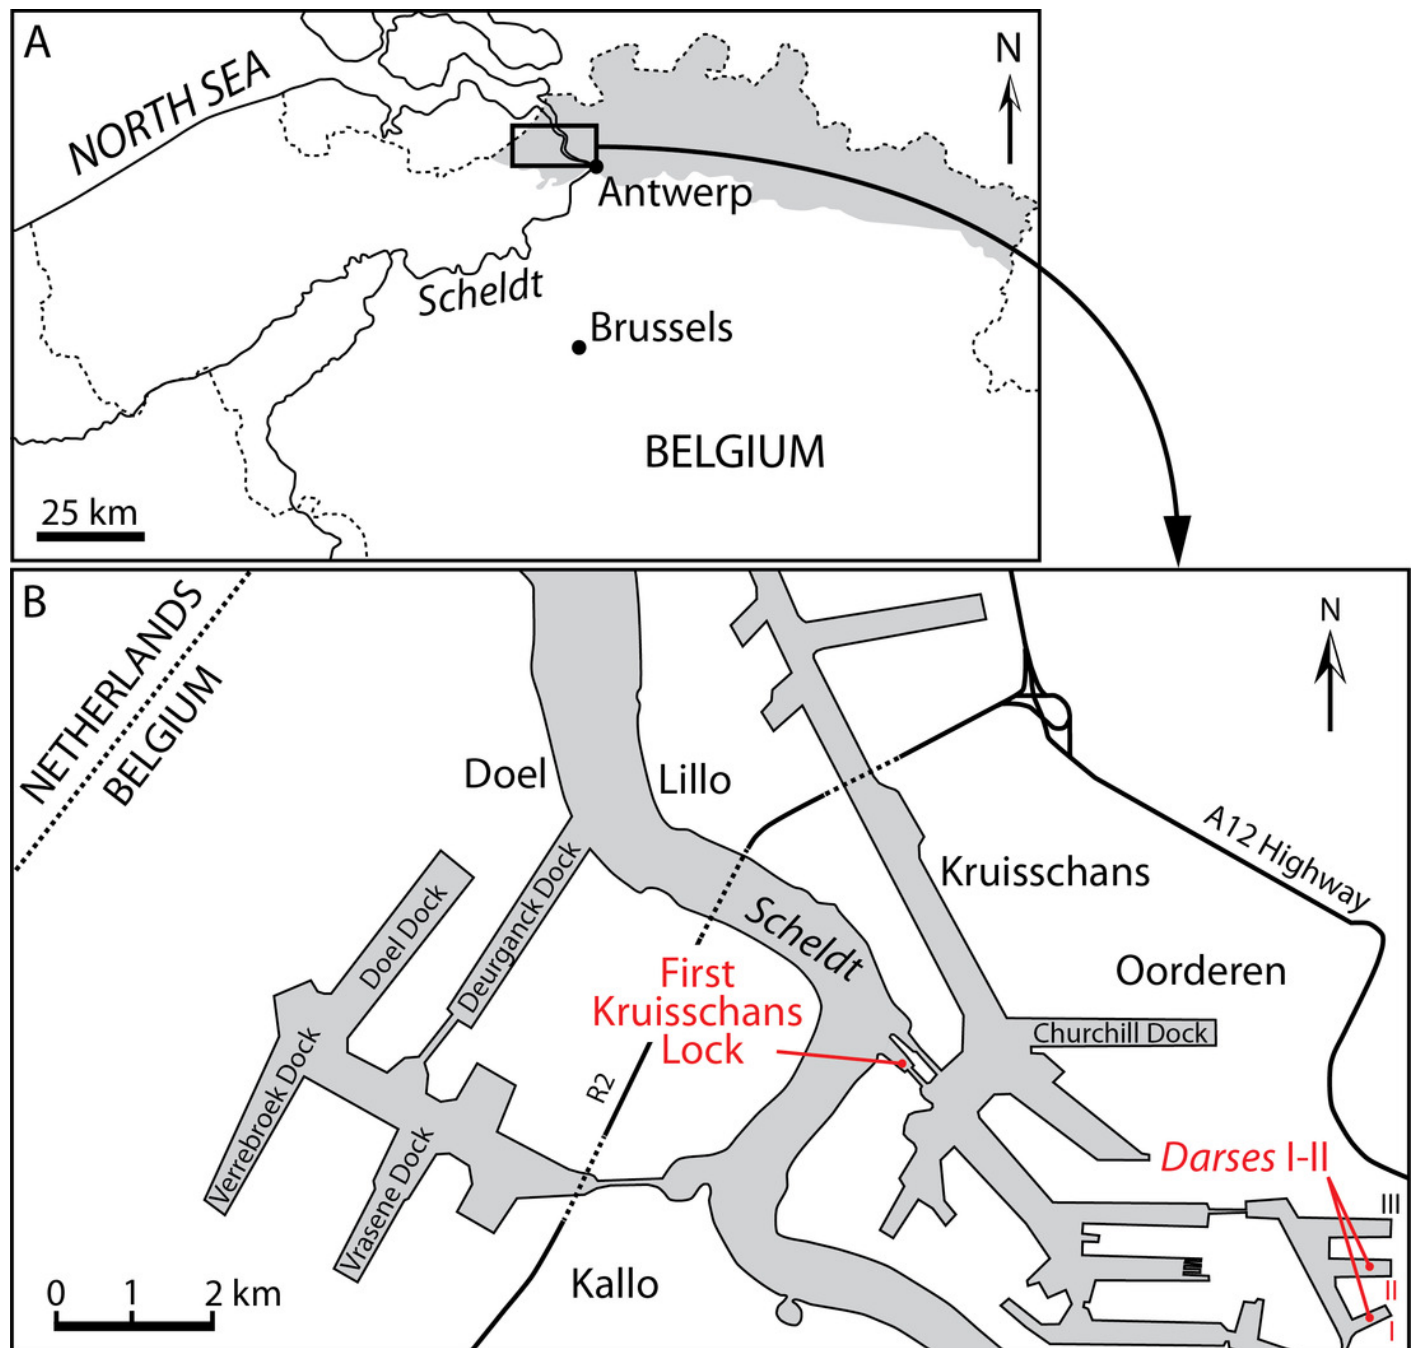 A
N
NORTH SEA
Antwerp
Scheldt
Brussels
BELGIUM
25 km
B
N
NETHERLANDS
BELGIUM
Doel
Lillo
A12 Highway
Kruisschans
Doel Dock
Deurganck Dock
Scheldt
First
Kruisschans
Lock
Oorderen
Churchill Dock
Verrebroek Dock
R2
Vrasene Dock
Darses I-II
III
II
I
Kallo
0 1 2 km